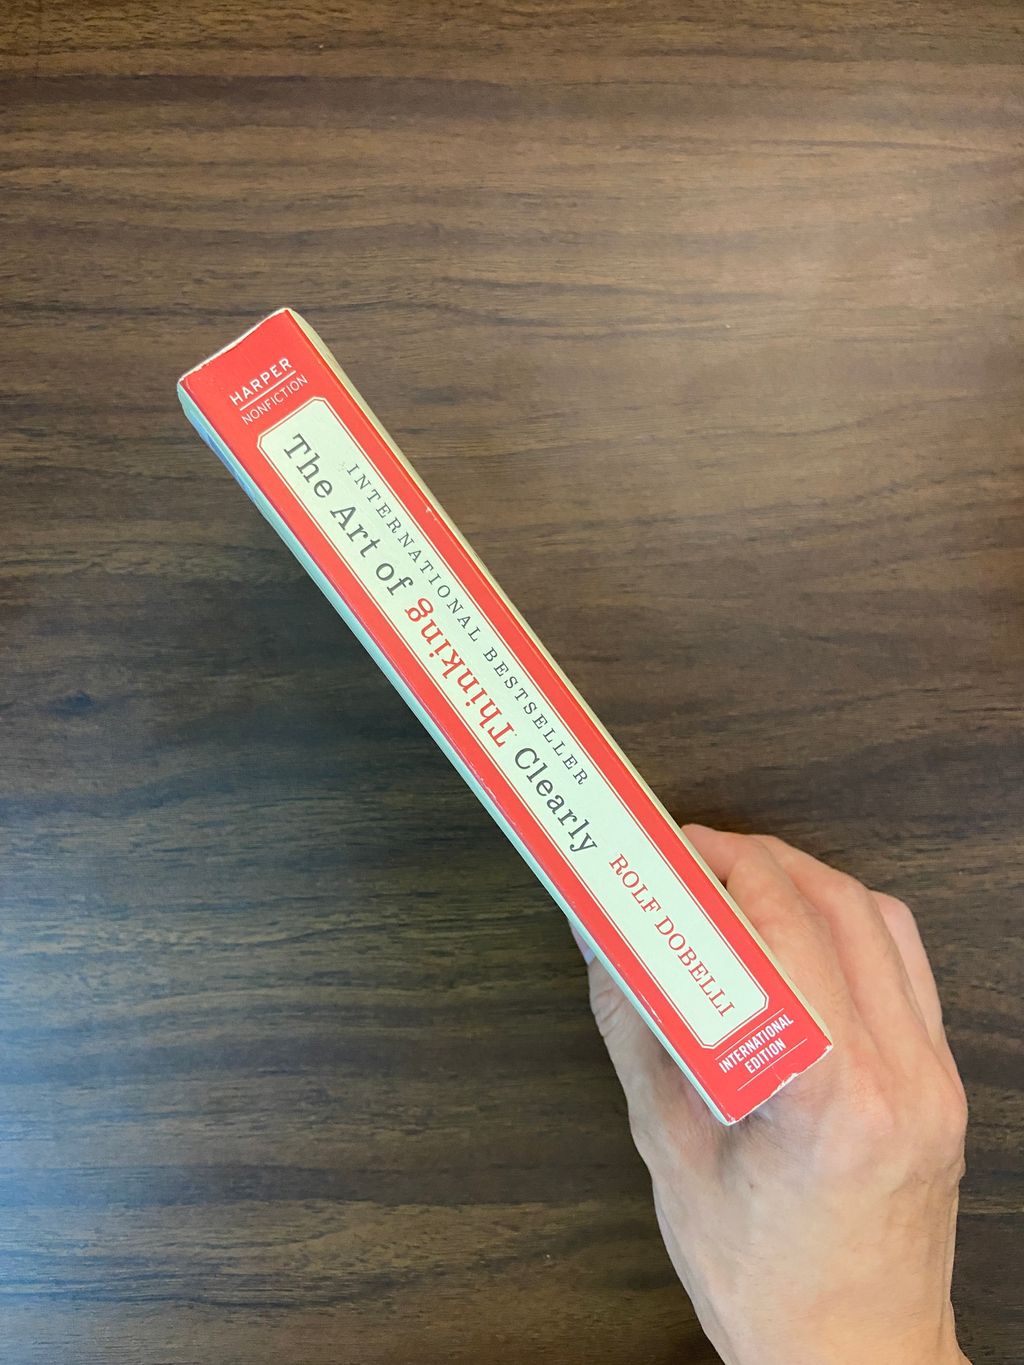 HARPER
NONFICTION
INTERNATIONAL BESTSELLER
The Art of Thinking Clearly
ROLF DOBELLI
INTERNATIONAL
EDITION